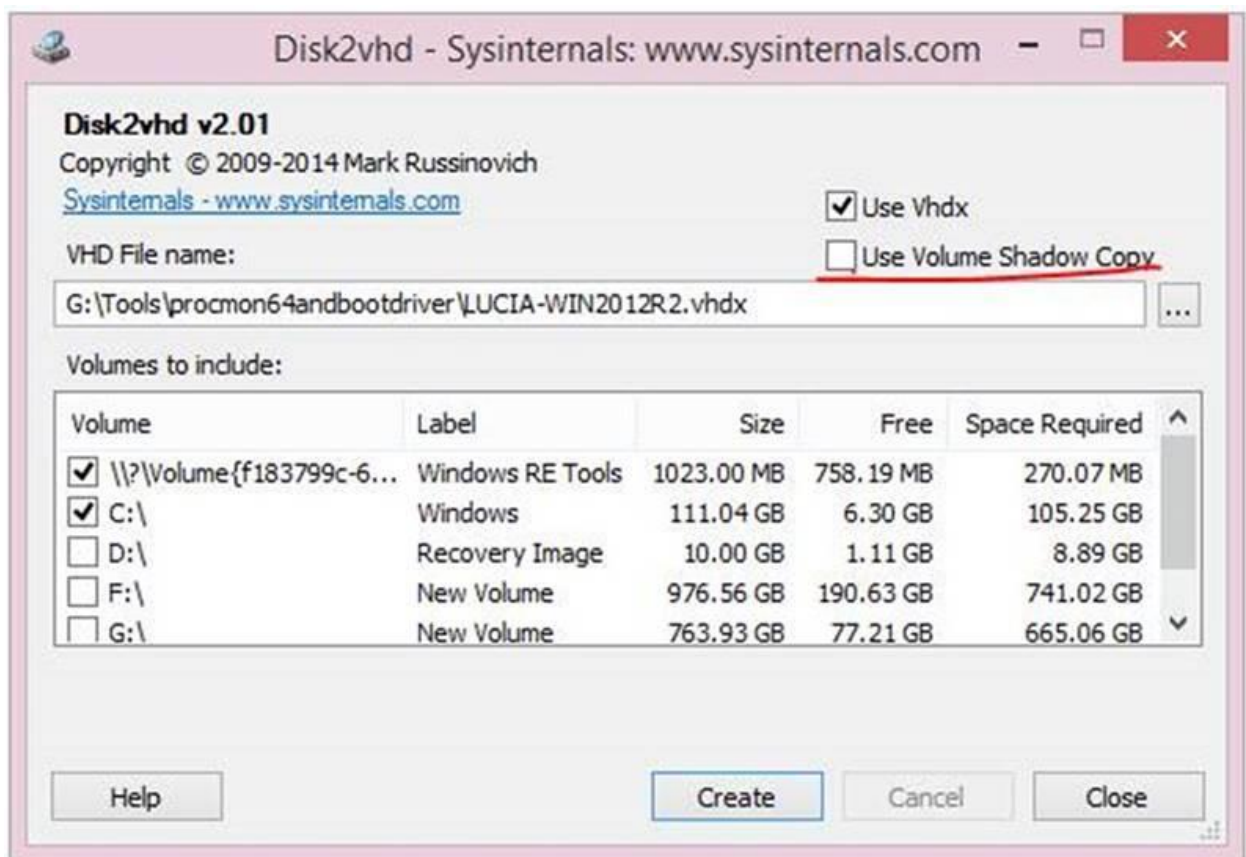 Disk2vhd - Sysinternals: www.sysinternals.com
Disk2vhd v2.01
Copyright © 2009-2014 Mark Russinovich
Sysinternals - www.sysinternals.com
Use Vhdx
VHD File name:
Use Volume Shadow Copy
G:\Tools\procmon64andbootdriver\LUCIA-WIN2012R2.vhdx
...
Volumes to include:
Volume Label Size Free Space Required
\\?\Volume{f183799c-6... Windows RE Tools 1023.00 MB 758.19 MB 270.07 MB
C:\ Windows 111.04 GB 6.30 GB 105.25 GB
D:\ Recovery Image 10.00 GB 1.11 GB 8.89 GB
F:\ New Volume 976.56 GB 190.63 GB 741.02 GB
G:\ New Volume 763.93 GB 77.21 GB 665.06 GB
Help Create Cancel Close